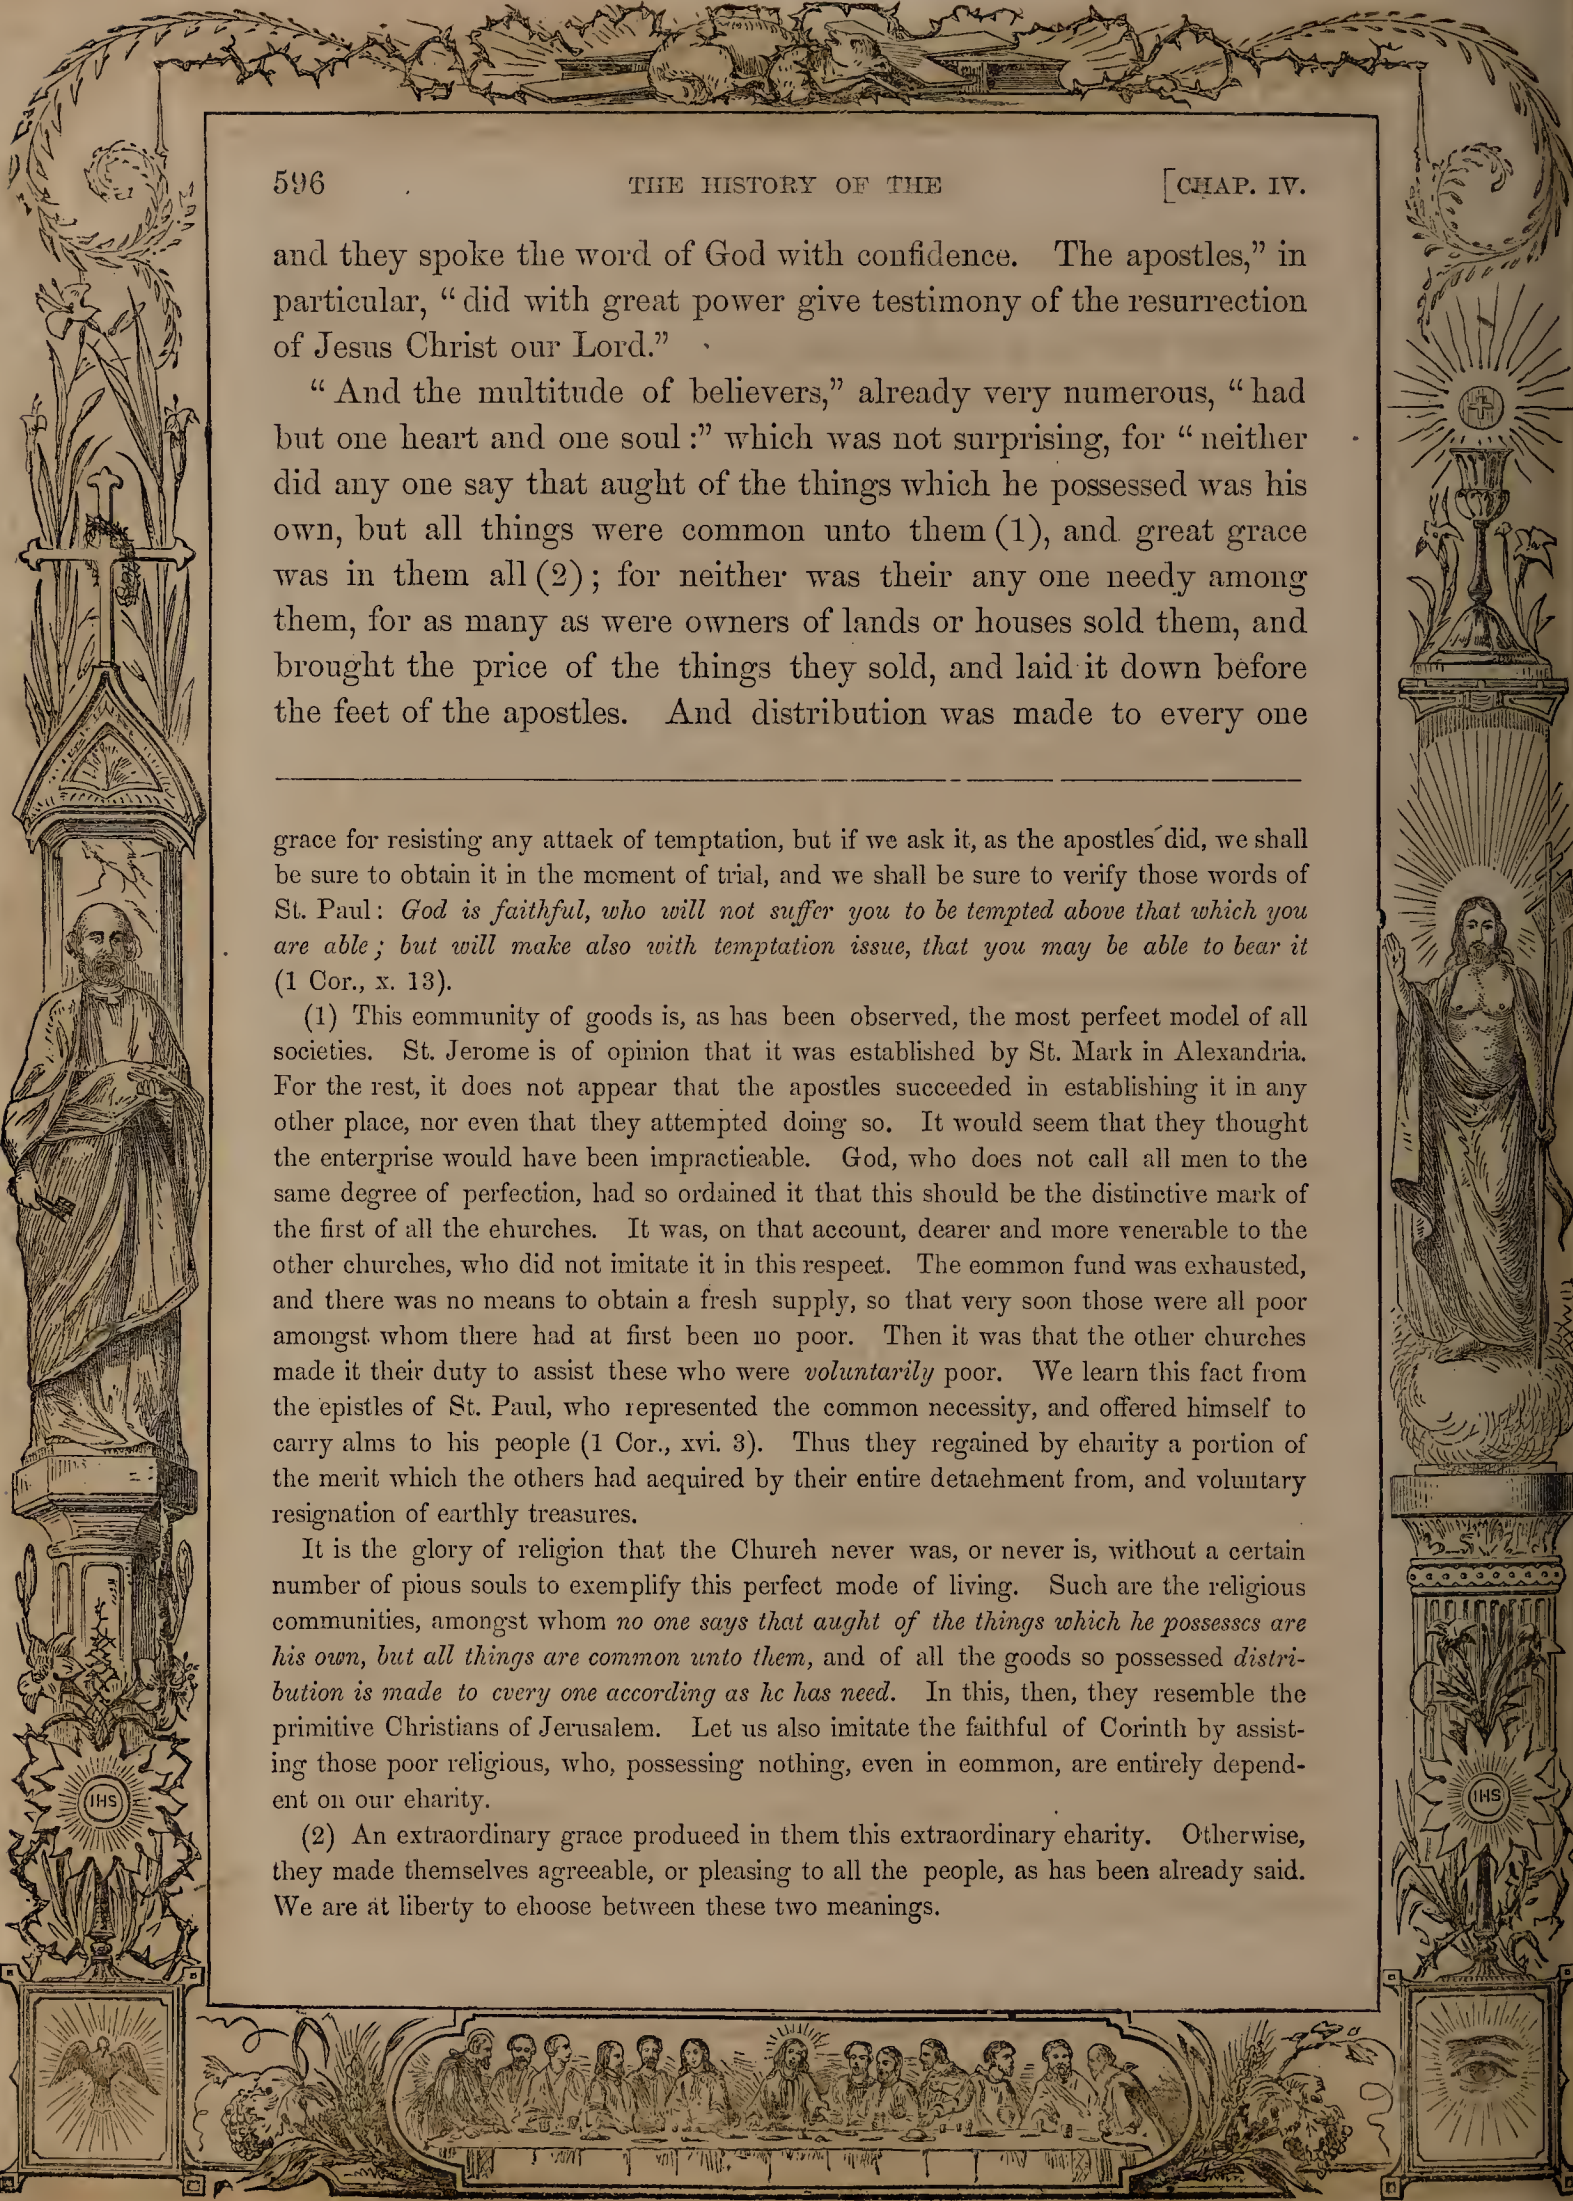 596 THE HISTORY OF THE [CHAP. IV.
and they spoke the word of God with confidence. The apostles,” in
particular, “ did with great power give testimony of the resurrection
of Jesus Christ our Lord.”
“ And the multitude of believers,” already very numerous, “ had
but one heart and one soul :” which was not surprising, for “ neither
did any one say that aught of the things which he possessed was his
own, but all things were common unto them (1), and great grace
was in them all (2) ; for neither was their any one needy among
them, for as many as were owners of lands or houses sold them, and
brought the price of the things they sold, and laid it down before
the feet of the apostles. And distribution was made to every one
grace for resisting any attack of temptation, but if we ask it, as the apostles did, we shall
be sure to obtain it in the moment of trial, and we shall be sure to verify those words of
St. Paul: God is faithful, who will not suffer you to be tempted above that which you
are able ; but will make also with temptation issue, that you may be able to bear it
(1 Cor., x. 13).
(1) This community of goods is, as has been observed, the most perfect model of all
societies. St. Jerome is of opinion that it was established by St. Mark in Alexandria.
For the rest, it does not appear that the apostles succeeded in establishing it in any
other place, nor even that they attempted doing so. It would seem that they thought
the enterprise would have been impracticable. God, who does not call all men to the
same degree of perfection, had so ordained it that this should be the distinctive mark of
the first of all the churches. It was, on that account, dearer and more venerable to the
other churches, who did not imitate it in this respect. The common fund was exhausted,
and there was no means to obtain a fresh supply, so that very soon those were all poor
amongst whom there had at first been no poor. Then it was that the other churches
made it their duty to assist these who were voluntarily poor. We learn this fact from
the epistles of St. Paul, who represented the common necessity, and offered himself to
carry alms to his people (1 Cor., xvi. 3). Thus they regained by charity a portion of
the merit which the others had acquired by their entire detachment from, and voluntary
resignation of earthly treasures.
It is the glory of religion that the Church never was, or never is, without a certain
number of pious souls to exemplify this perfect mode of living. Such are the religious
communities, amongst whom no one says that aught of the things which he possesses are
his own, but all things are common unto them, and of all the goods so possessed distri-
bution is made to every one according as he has need. In this, then, they resemble the
primitive Christians of Jerusalem. Let us also imitate the faithful of Corinth by assist-
ing those poor religious, who, possessing nothing, even in common, are entirely depend-
ent on our charity.
(2) An extraordinary grace produced in them this extraordinary charity. Otherwise,
they made themselves agreeable, or pleasing to all the people, as has been already said.
We are at liberty to choose between these two meanings.
IHS
IHS